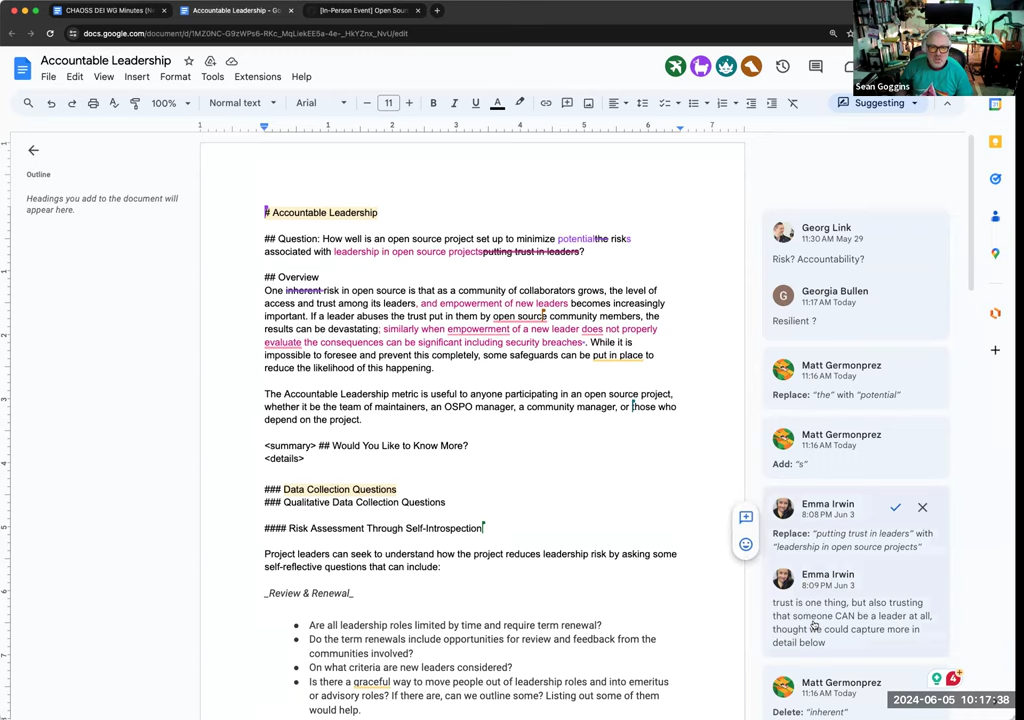 CHAOSS DEI WG Minutes (N
Accountable Leadership - Go
[In-Person Event] Open Sour
docs.google.com/document/d/1MZ0NC-G9zWPs6-RKc_MqLiekEE5a-4e-_HkYZnx_NvU/edit
Sean Goggins
Accountable Leadership
File Edit View Insert Format Tools Extensions Help
100% Normal text Arial 11 B I U A Suggesting
1 1 2 3 4 5 6 7
Outline
Headings you add to the document will
appear here.
# Accountable Leadership
## Question: How well is an open source project set up to minimize potentialthe risks
associated with leadership in open source projectsputting trust in leaders?
## Overview
One inherent risk in open source is that as a community of collaborators grows, the level of
access and trust among its leaders, and empowerment of new leaders becomes increasingly
important. If a leader abuses the trust put in them by open source community members, the
results can be devastating; similarly when empowerment of a new leader does not properly
evaluate the consequences can be significant including security breaches-. While it is
impossible to foresee and prevent this completely, some safeguards can be put in place to
reduce the likelihood of this happening.
The Accountable Leadership metric is useful to anyone participating in an open source project,
whether it be the team of maintainers, an OSPO manager, a community manager, or those who
depend on the project.
<summary> ## Would You Like to Know More?
<details>
### Data Collection Questions
### Qualitative Data Collection Questions
#### Risk Assessment Through Self-Introspection
Project leaders can seek to understand how the project reduces leadership risk by asking some
self-reflective questions that can include:
_Review & Renewal_
● Are all leadership roles limited by time and require term renewal?
● Do the term renewals include opportunities for review and feedback from the
communities involved?
● On what criteria are new leaders considered?
● Is there a graceful way to move people out of leadership roles and into emeritus
or advisory roles? If there, can we outline some? Listing out some of them
would help.
Georg Link
11:30 AM May 29
Risk? Accountability?
G
Georgia Bullen
11:17 AM Today
Resilient ?
Matt Germonprez
11:16 AM Today
Replace: “the” with “potential”
Matt Germonprez
11:16 AM Today
Add: “s”
Emma Irwin
8:08 PM Jun 3
Replace: “putting trust in leaders” with
“leadership in open source projects”
Emma Irwin
8:09 PM Jun 3
trust is one thing, but also trusting
that someone CAN be a leader at all,
thought we could capture more in
detail below
Matt Germonprez
11:16 AM Today
Delete: “inherent”
4
2024-06-05 10:17:38